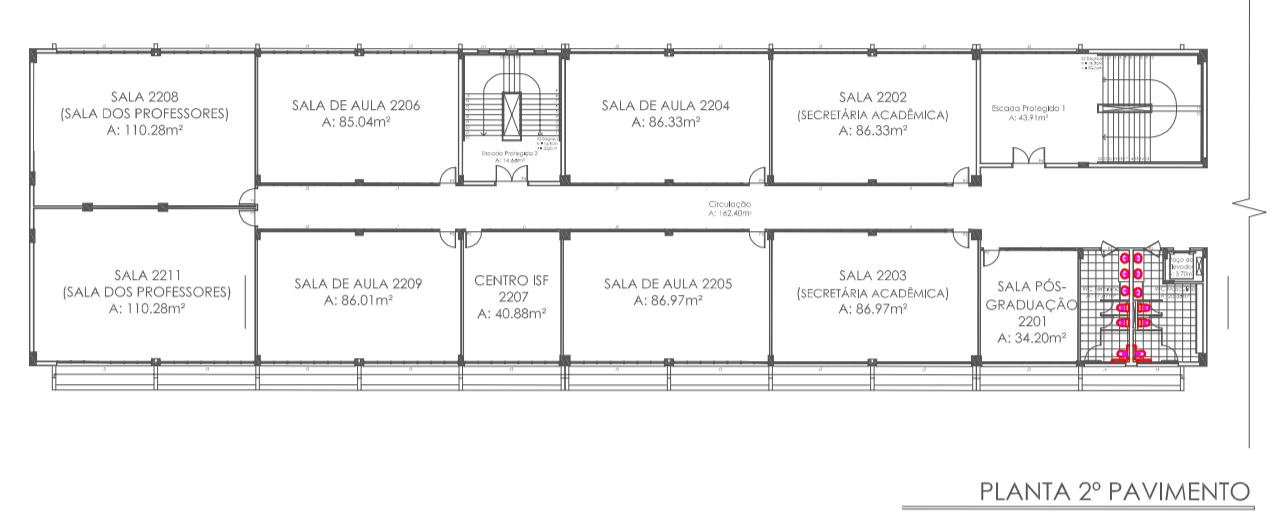 SALA 2208
(SALA DOS PROFESSORES)
A: 110.28m²
SALA DE AULA 2206
A: 85.04m²
Escada Protegida 2
A: 14.68m²
SALA DE AULA 2204
A: 86.33m²
SALA 2202
(SECRETÁRIA ACADÊMICA)
A: 86.33m²
Escada Protegida 1
A: 43.91m²
Circulação
A: 162.40m²
SALA 2211
(SALA DOS PROFESSORES)
A: 110.28m²
SALA DE AULA 2209
A: 86.01m²
CENTRO ISF
2207
A: 40.88m²
SALA DE AULA 2205
A: 86.97m²
SALA 2203
(SECRETÁRIA ACADÊMICA)
A: 86.97m²
SALA PÓS-
GRADUAÇÃO
2201
A: 34.20m²
PLANTA 2º PAVIMENTO